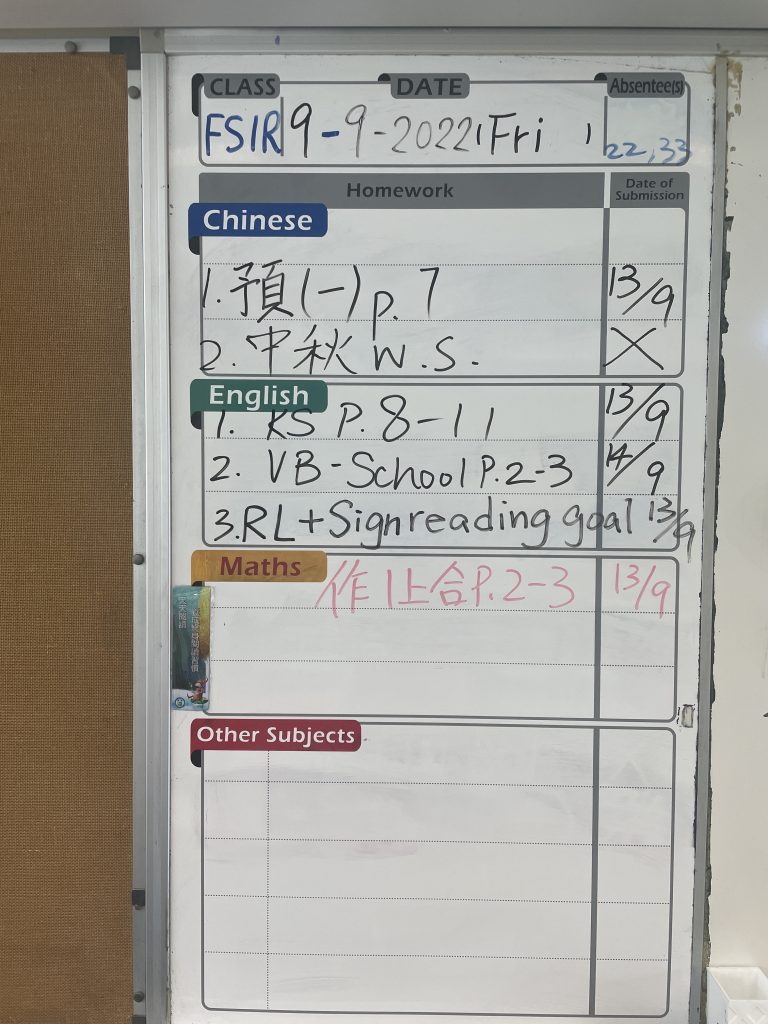 CLASS DATE Absentee(s)
FSIR 9-9-2022 (Fri) 22,33
Homework Date of Submission
Chinese
1. 預(一) p. 7 13/9
2. 中秋 W.S. X
English
1. KS P. 8-11 13/9
2. VB-School P.2-3 14/9
3. RL+Sign reading goal 13/9
Maths
作 1上 P.2-3 13/9
Other Subjects